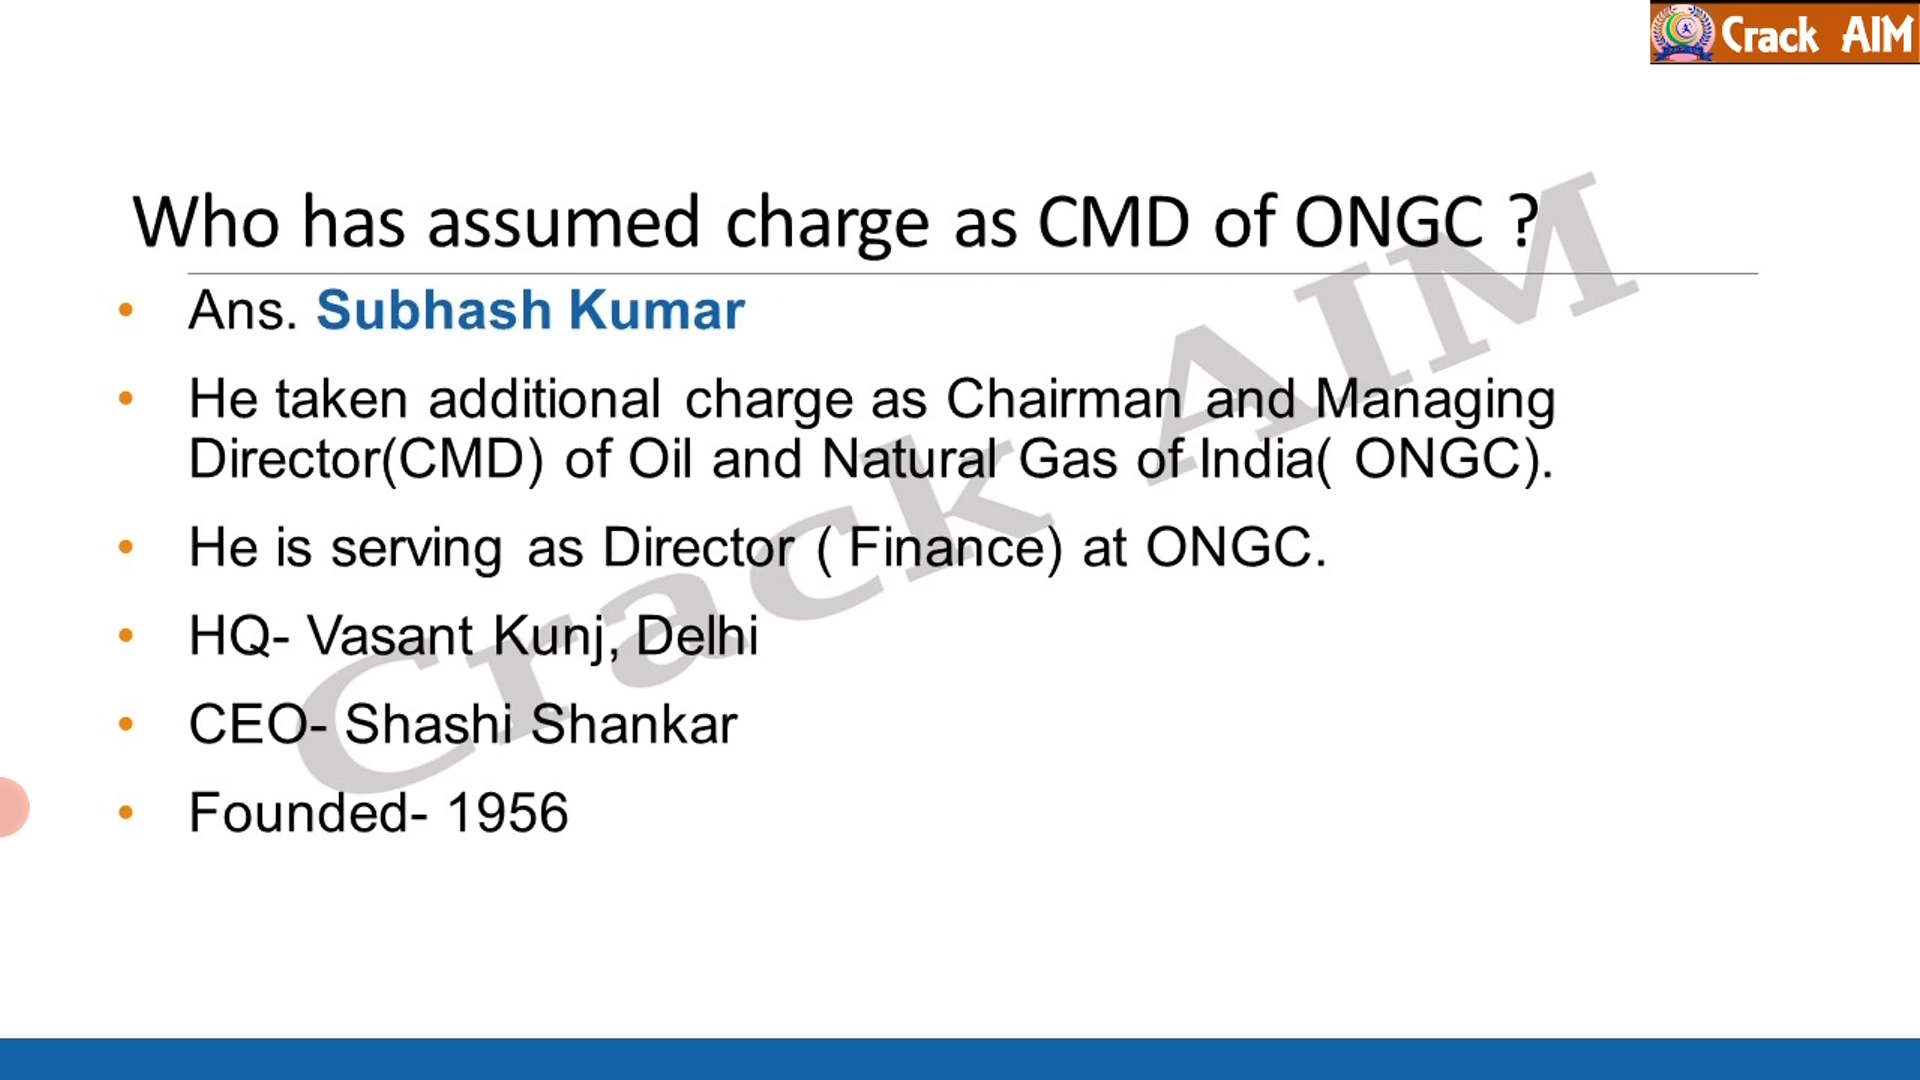 Crack AIM
Who has assumed charge as CMD of ONGC ?
• Ans. Subhash Kumar
• He taken additional charge as Chairman and Managing
Director(CMD) of Oil and Natural Gas of India( ONGC).
• He is serving as Director ( Finance) at ONGC.
• HQ- Vasant Kunj, Delhi
• CEO- Shashi Shankar
• Founded- 1956
Crack AIM